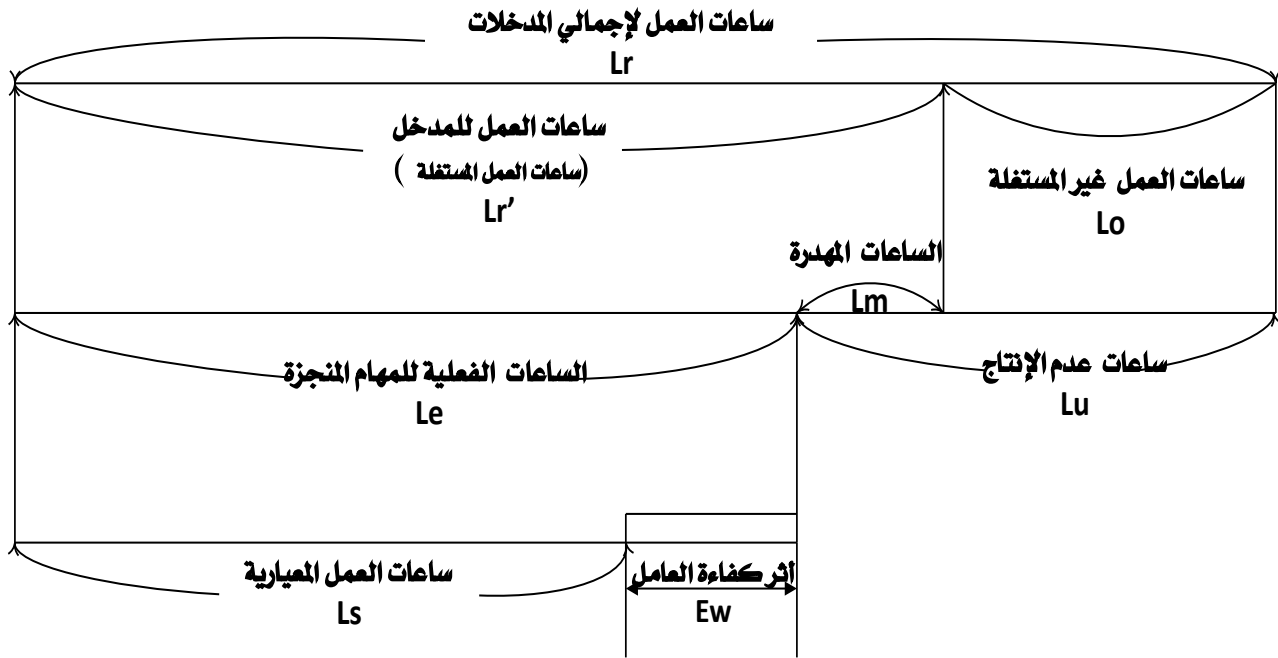 ساعات العمل لإجمالي المدخلات
Lr
ساعات العمل للمدخل
(ساعات العمل المستغلة )
Lr’
ساعات العمل غير المستغلة
Lo
الساعات المهدرة
Lm
الساعات الفعلية للمهام المنجزة
Le
ساعات عدم الإنتاج
Lu
ساعات العمل المعيارية
Ls
أثر كفاءة العامل
Ew